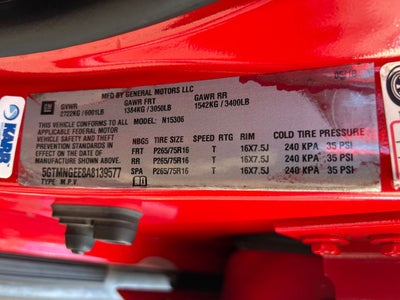 MFD BY GENERAL MOTORS LLC
GM
GVWR GAWR FRT GAWR RR
2722KG / 6001LB 1384KG / 3050LB 1542KG / 3400LB
THIS VEHICLE CONFORMS TO ALL MODEL: N15306
APPLICABLE FEDERAL MOTOR
VEHICLE SAFETY AND THEFT
PREVENTION STANDARDS IN
EFFECT ON THE DATE OF
MANUFACTURE SHOWN ABOVE.
5GTMNGEE8A8139577
TYPE: M.P.V.
NBGS TIRE SIZE SPEED RTG RIM COLD TIRE PRESSURE
FRT P265/75R16 T 16X7.5J 240 KPA 35 PSI
RR P265/75R16 T 16X7.5J 240 KPA 35 PSI
SPA P265/75R16 T 16X7.5J 240 KPA 35 PSI
KARR